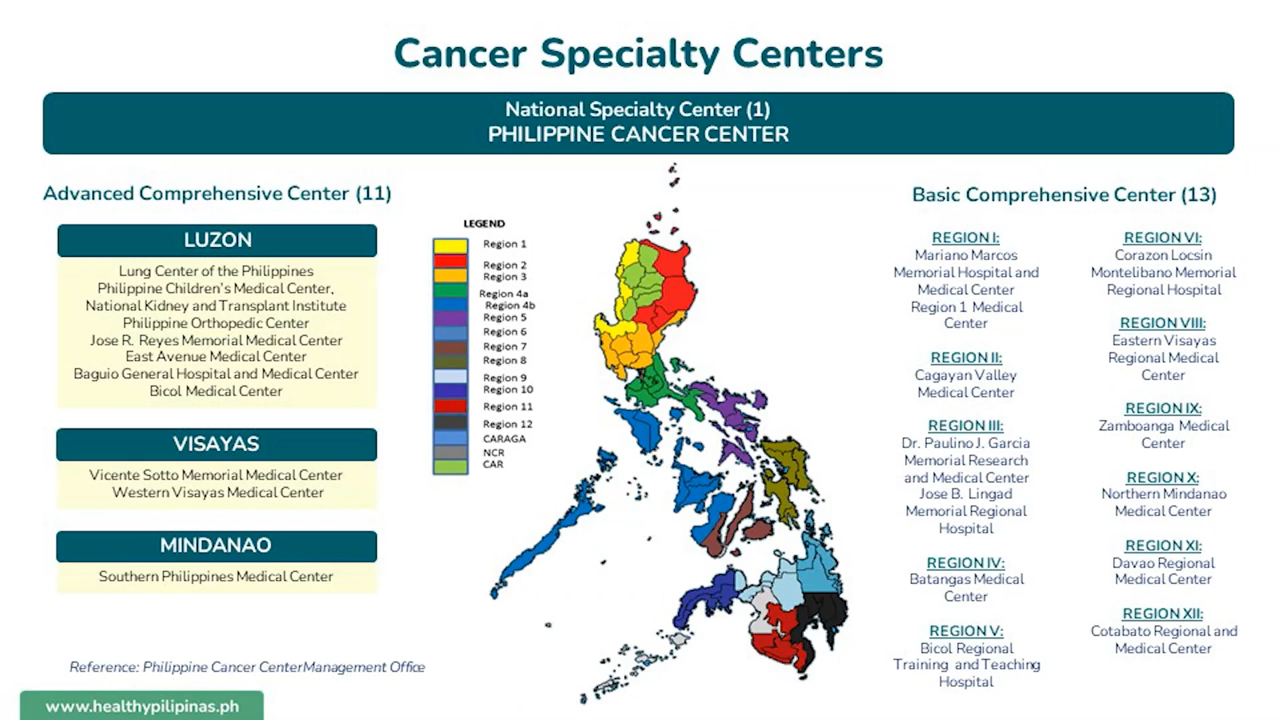 Cancer Specialty Centers
National Specialty Center (1)
PHILIPPINE CANCER CENTER
Advanced Comprehensive Center (11)
LUZON
Lung Center of the Philippines
Philippine Children's Medical Center,
National Kidney and Transplant Institute
Philippine Orthopedic Center
Jose R. Reyes Memorial Medical Center
East Avenue Medical Center
Baguio General Hospital and Medical Center
Bicol Medical Center
VISAYAS
Vicente Sotto Memorial Medical Center
Western Visayas Medical Center
MINDANAO
Southern Philippines Medical Center
Reference: Philippine Cancer CenterManagement Office
www.healthypilipinas.ph
LEGEND
Region 1
Region 2
Region 3
Region 4a
Region 4b
Region 5
Region 6
Region 7
Region 8
Region 9
Region 10
Region 11
Region 12
CARAGA
NCR
CAR
Basic Comprehensive Center (13)
REGION I:
Mariano Marcos
Memorial Hospital and
Medical Center
Region 1 Medical
Center
REGION II:
Cagayan Valley
Medical Center
REGION III:
Dr. Paulino J. Garcia
Memorial Research
and Medical Center
Jose B. Lingad
Memorial Regional
Hospital
REGION IV:
Batangas Medical
Center
REGION V:
Bicol Regional
Training and Teaching
Hospital
REGION VI:
Corazon Locsin
Montelibano Memorial
Regional Hospital
REGION VIII:
Eastern Visayas
Regional Medical
Center
REGION IX:
Zamboanga Medical
Center
REGION X:
Northern Mindanao
Medical Center
REGION XI:
Davao Regional
Medical Center
REGION XII:
Cotabato Regional and
Medical Center